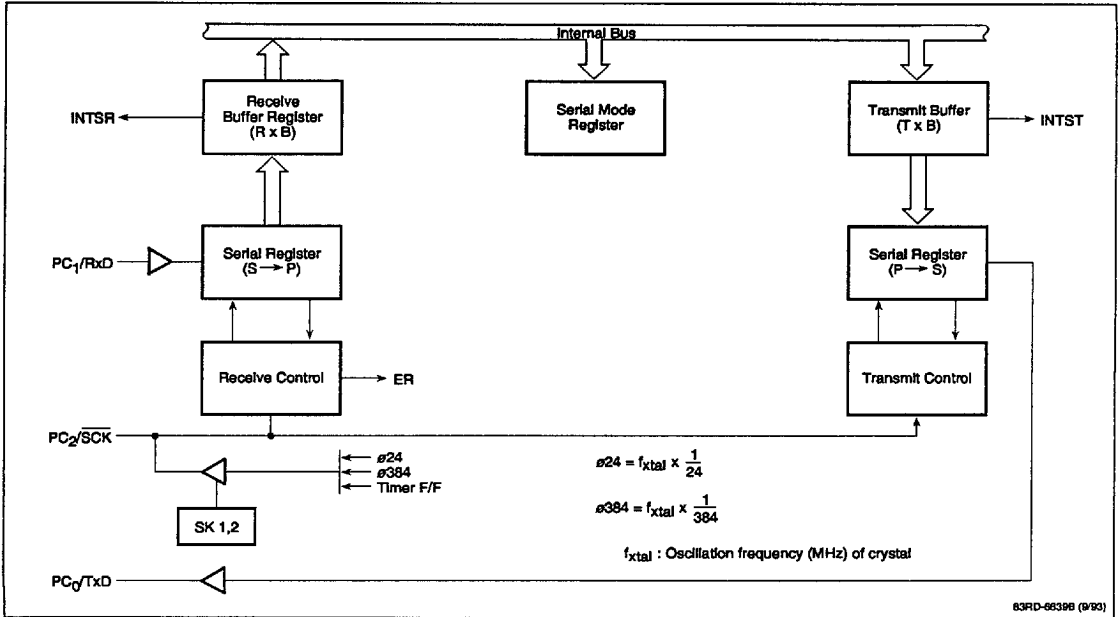 Internal Bus
Receive
Buffer Register
(R x B)
INTSR
Serial Mode
Register
Transmit Buffer
(T x B)
INTST
PC1/RxD
Serial Register
(S → P)
Serial Register
(P → S)
Receive Control
ER
Transmit Control
PC2/S̅C̅K̅
ø24
ø384
Timer F/F
SK 1,2
ø24 = fxtal x 1/24
ø384 = fxtal x 1/384
fxtal : Oscillation frequency (MHz) of crystal
PC0/TxD
83RD-6639B (9/93)